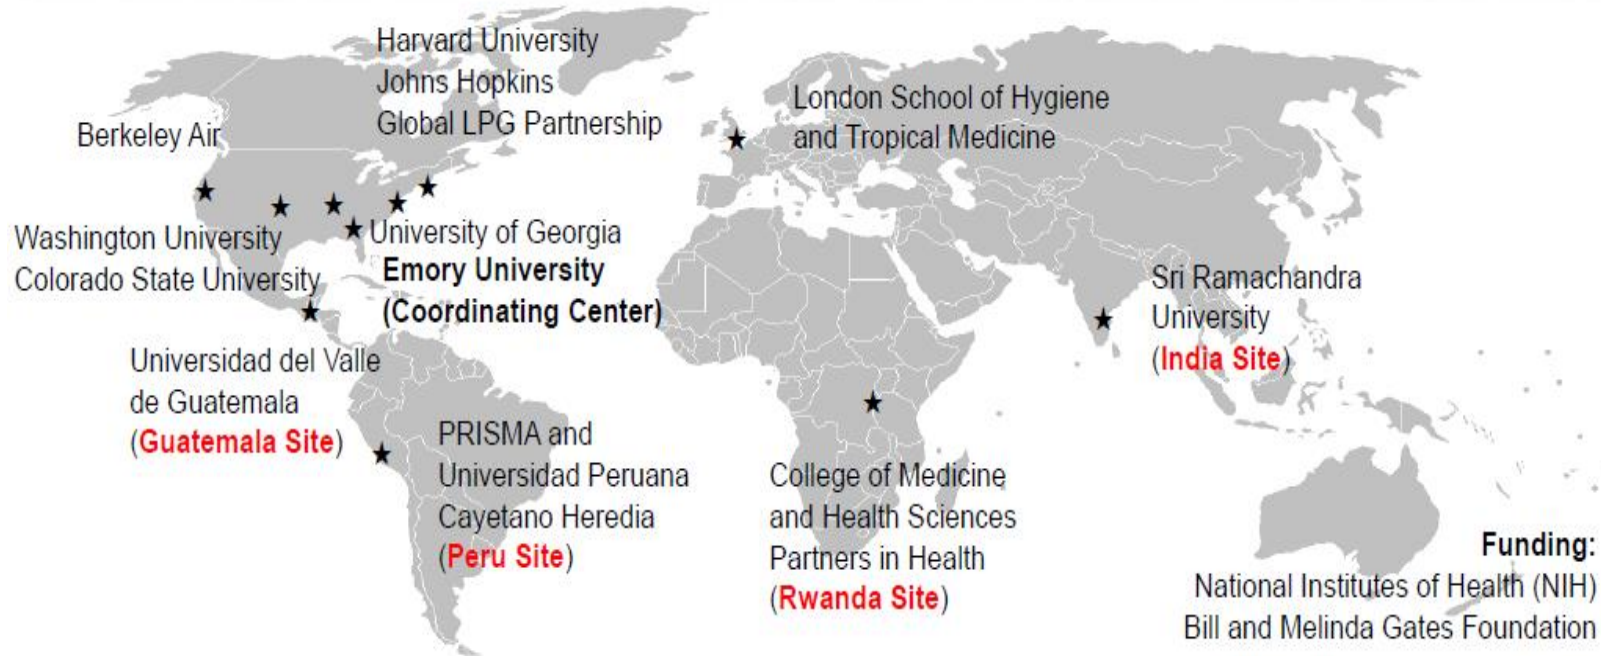 Harvard University
Johns Hopkins
Global LPG Partnership
Berkeley Air
London School of Hygiene
and Tropical Medicine
Washington University
Colorado State University
University of Georgia
Emory University
(Coordinating Center)
Sri Ramachandra
University
(India Site)
Universidad del Valle
de Guatemala
(Guatemala Site)
PRISMA and
Universidad Peruana
Cayetano Heredia
(Peru Site)
College of Medicine
and Health Sciences
Partners in Health
(Rwanda Site)
Funding:
National Institutes of Health (NIH)
Bill and Melinda Gates Foundation